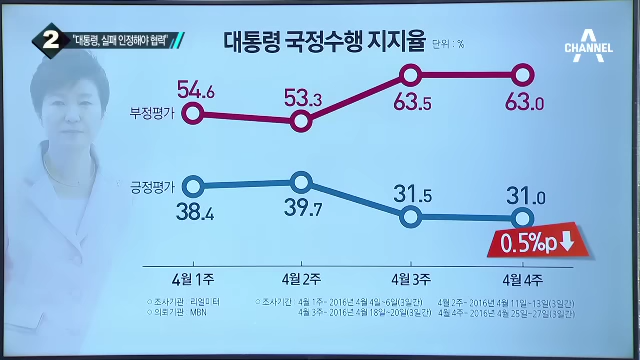 2 "대통령, 실패 인정해야 협력"
CHANNEL A
대통령 국정수행 지지율 단위 : %
54.6 53.3 63.5 63.0
부정평가
긍정평가
38.4 39.7 31.5 31.0
0.5%p↓
4월 1주 4월 2주 4월 3주 4월 4주
○ 조사기관 리얼미터 ○ 조사기간 4월 1주- 2016년 4월 4일~6일(3일간) 4월 2주- 2016년 4월 11일~13일(3일간)
○ 의뢰기관 MBN 4월 3주- 2016년 4월 18일~20일(3일간) 4월 4주- 2016년 4월 25일~27일(3일간)